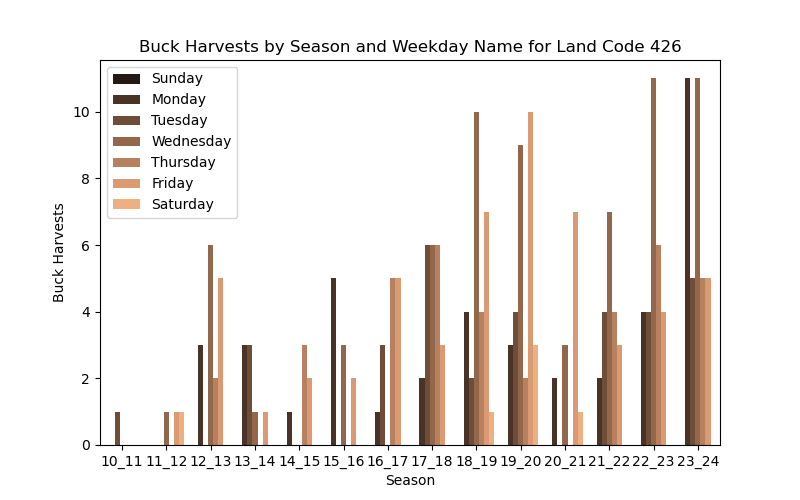 Buck Harvests by Season and Weekday Name for Land Code 426
Sunday
Monday
Tuesday
Wednesday
Thursday
Friday
Saturday
10
8
6
4
2
0
Buck Harvests
10_11 11_12 12_13 13_14 14_15 15_16 16_17 17_18 18_19 19_20 20_21 21_22 22_23 23_24
Season